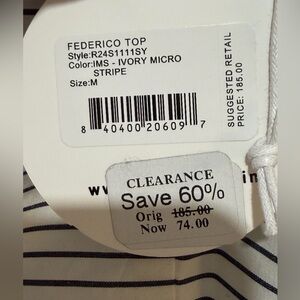 FEDERICO TOP
Style:R24S1111SY
Color:IMS - IVORY MICRO
STRIPE
Size:M
SUGGESTED RETAIL
PRICE: 185.00
8 40400 20609 7
CLEARANCE
Save 60%
Orig 185.00
Now 74.00